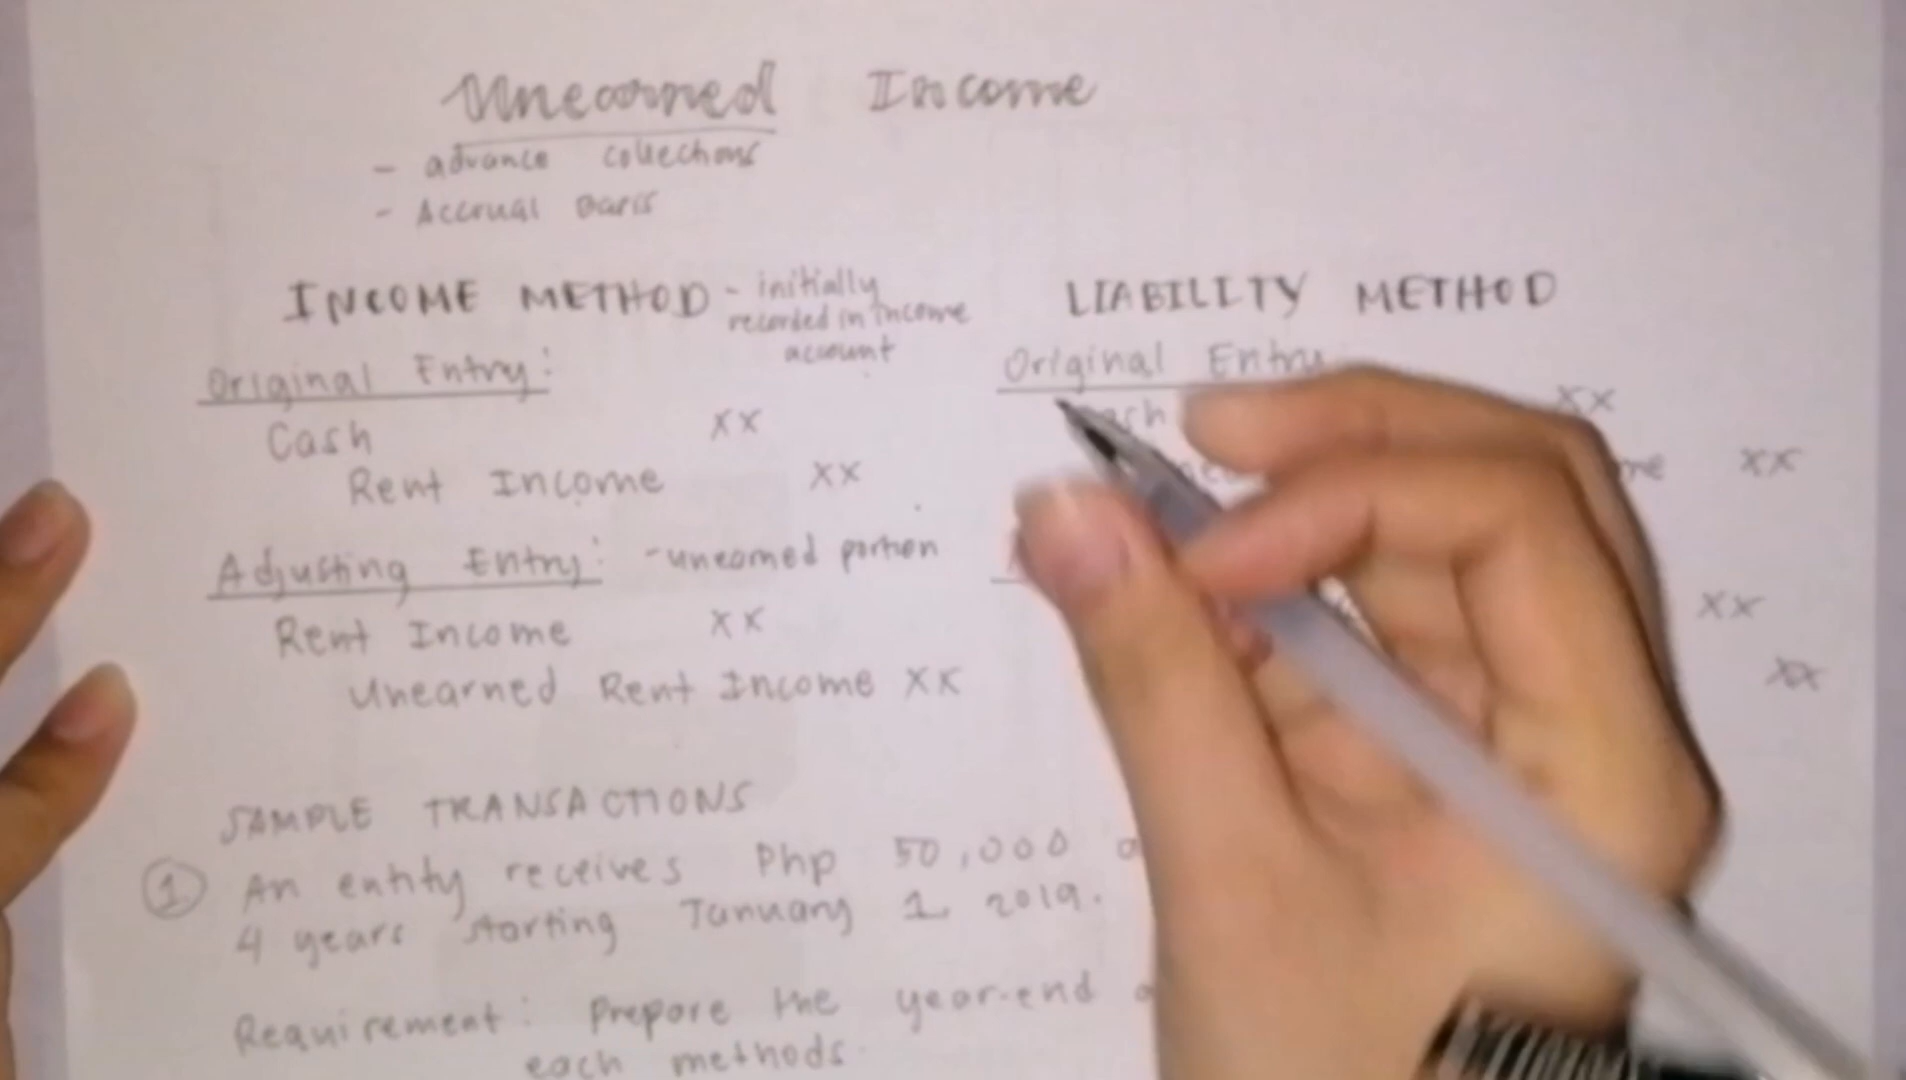 Unearned Income
- advance collections
- Accrual Basis
INCOME METHOD - initially
recorded in income
account
Original Entry:
Cash xx
Rent Income xx
Adjusting Entry: - unearned portion
Rent Income xx
Unearned Rent Income xx
LIABILITY METHOD
Original Entry
xx
xx
xx
xx
SAMPLE TRANSACTIONS
1 An entity receives Php 50,000
4 years starting January 1, 2019.
Requirement: Prepare the year-end
each methods.